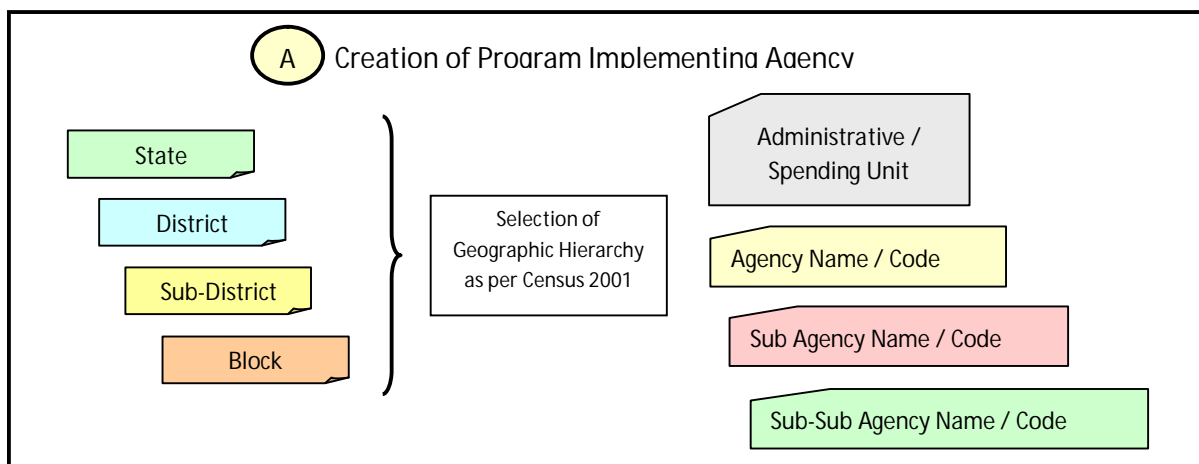 A Creation of Program Implementing Agency
State
District
Sub-District
Block
Selection of
Geographic Hierarchy
as per Census 2001
Administrative /
Spending Unit
Agency Name / Code
Sub Agency Name / Code
Sub-Sub Agency Name / Code